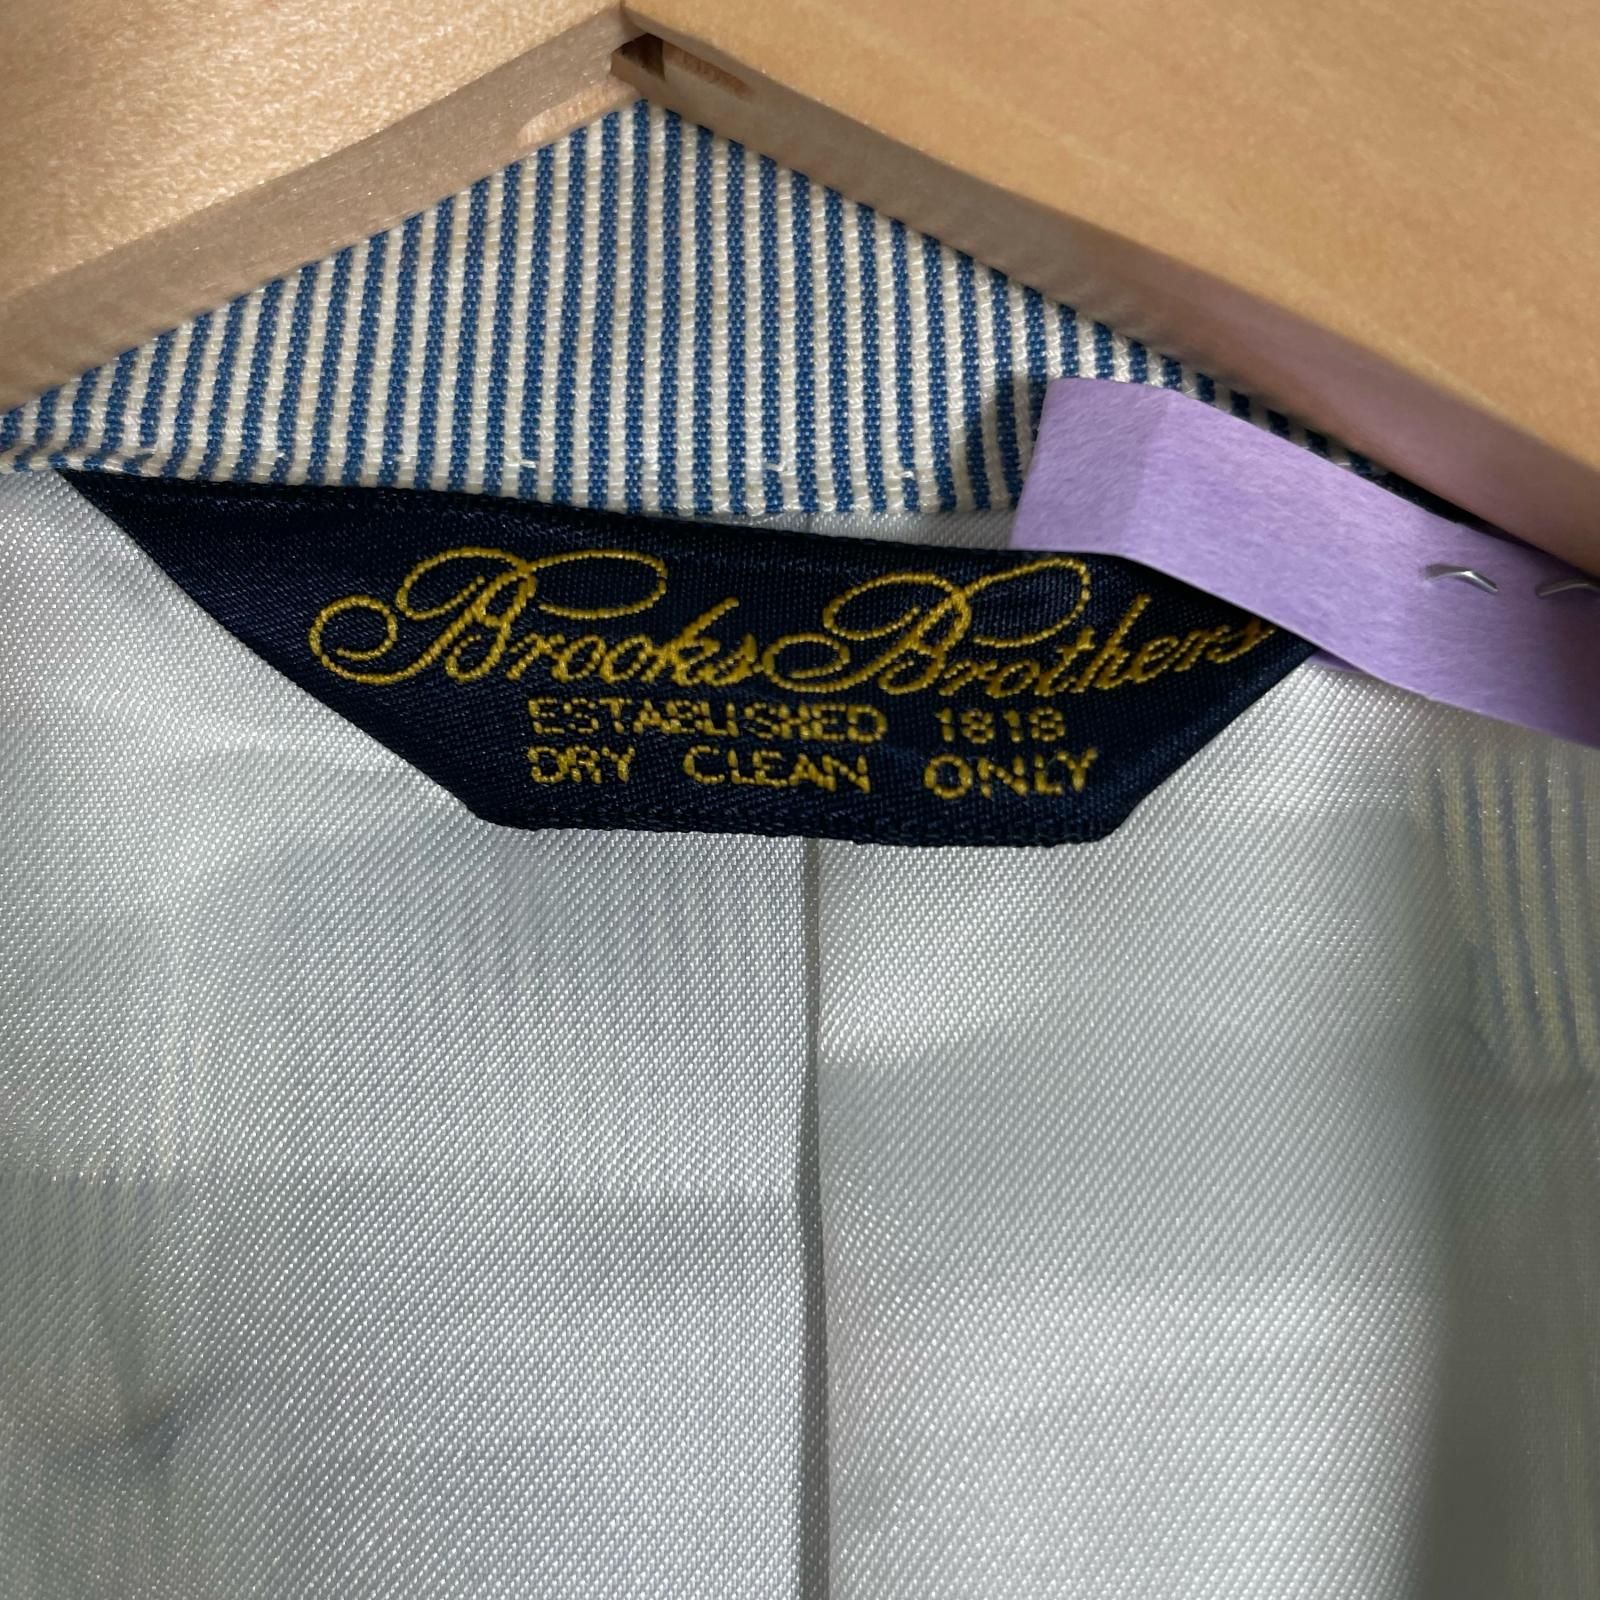 Brooks Brothers
ESTABLISHED 1818
DRY CLEAN ONLY